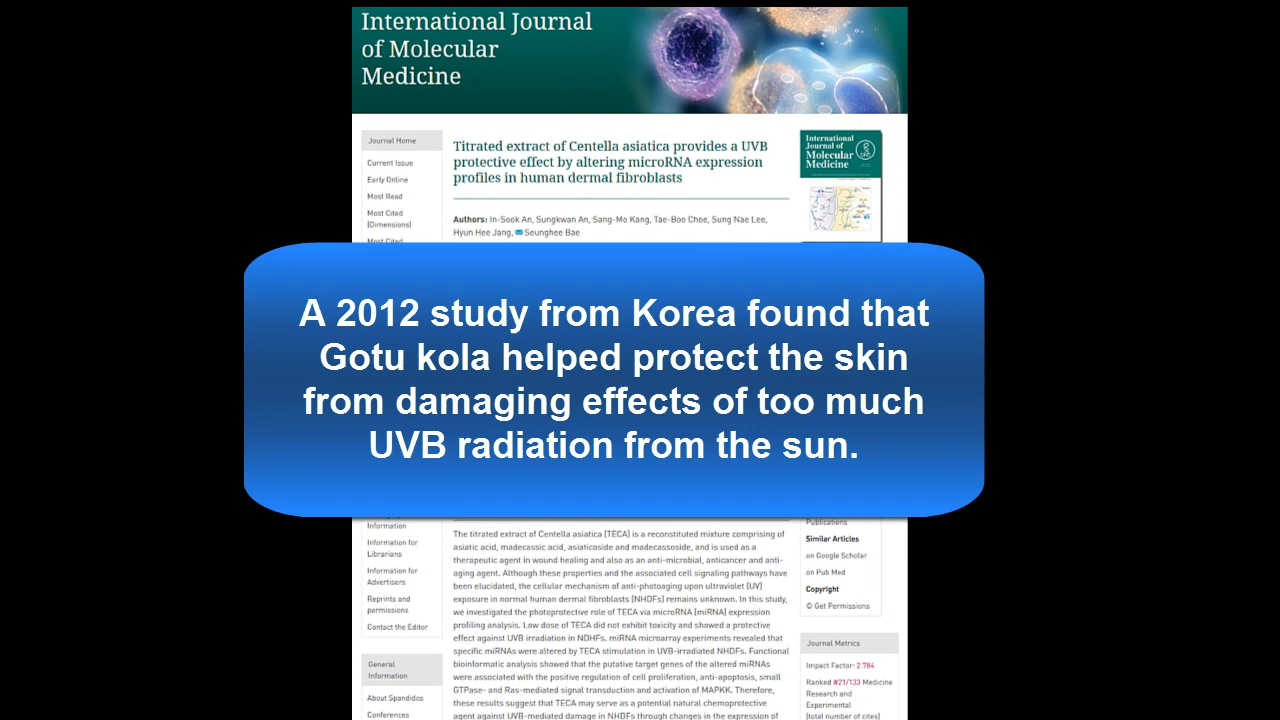 International Journal
of Molecular
Medicine
Journal Home
Current Issue
Early Online
Most Read
Most Cited
(Dimensions)
Most Cited
Titrated extract of Centella asiatica provides a UVB
protective effect by altering microRNA expression
profiles in human dermal fibroblasts
Authors: In-Sook An, Sungkwan An, Sang-Mo Kang, Tae-Boo Choe, Sung Nae Lee,
Hyun Hee Jang, Seunghee Bae
International
Journal of
Molecular
Medicine
A 2012 study from Korea found that
Gotu kola helped protect the skin
from damaging effects of too much
UVB radiation from the sun.
Information
Information for
Librarians
Information for
Advertisers
Reprints and
permissions
Contact the Editor
General
Information
About Spandidos
Conferences
The titrated extract of Centella asiatica (TECA) is a reconstituted mixture comprising of
asiatic acid, madecassic acid, asiaticoside and madecassoside, and is used as a
therapeutic agent in wound healing and also as an anti-microbial, anticancer and anti-
aging agent. Although these properties and the associated cell signaling pathways have
been elucidated, the cellular mechanism of anti-photoaging upon ultraviolet (UV)
exposure in normal human dermal fibroblasts (NHDFs) remains unknown. In this study,
we investigated the photoprotective role of TECA via microRNA (miRNA) expression
profiling analysis. Low dose of TECA did not exhibit toxicity and showed a protective
effect against UVB irradiation in NDHFs. miRNA microarray experiments revealed that
specific miRNAs were altered by TECA stimulation in UVB-irradiated NHDFs. Functional
bioinformatic analysis showed that the putative target genes of the altered miRNAs
were associated with the positive regulation of cell proliferation, anti-apoptosis, small
GTPase- and Ras-mediated signal transduction and activation of MAPKK. Therefore,
these results suggest that TECA may serve as a potential natural chemoprotective
agent against UVB-mediated damage in NHDFs through changes in the expression of
Publications
Similar Articles
on Google Scholar
on Pub Med
Copyright
© Get Permissions
Journal Metrics
Impact Factor: 2.784
Ranked #21/133 Medicine
Research and
Experimental
(total number of cites)